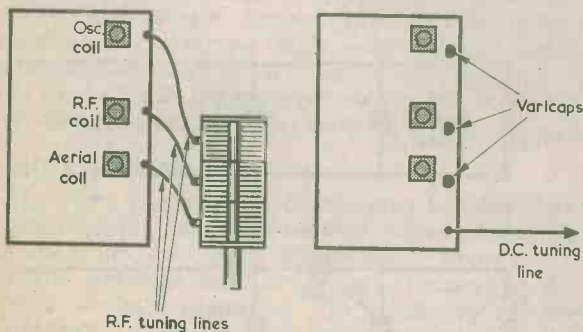 Osc.
coil
R.F.
coil
Aerial
coil
R.F. tuning lines
Varicaps
D.C. tuning
line